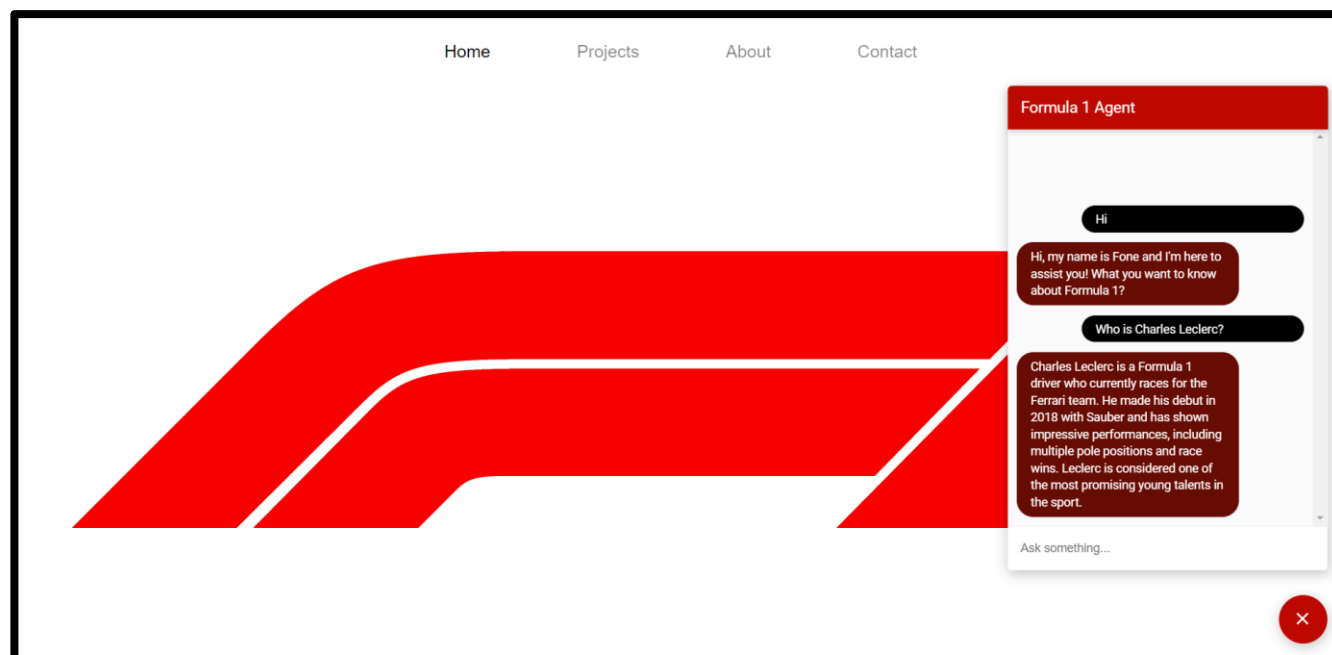 Home Projects About Contact
Formula 1 Agent
Hi
Hi, my name is Fone and I'm here to
assist you! What you want to know
about Formula 1?
Who is Charles Leclerc?
Charles Leclerc is a Formula 1
driver who currently races for the
Ferrari team. He made his debut in
2018 with Sauber and has shown
impressive performances, including
multiple pole positions and race
wins. Leclerc is considered one of
the most promising young talents in
the sport.
Ask something...